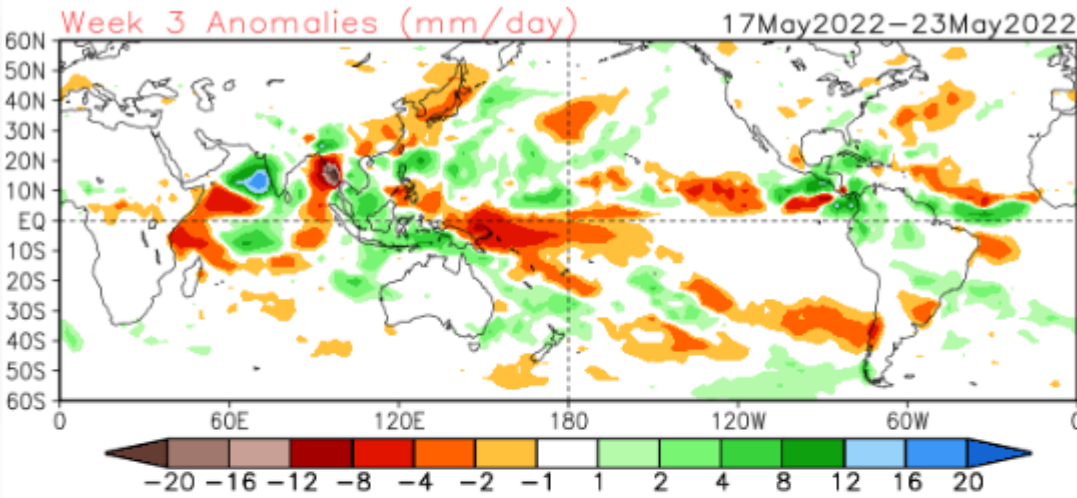 Week 3 Anomalies (mm/day) 17May2022−23May2022
60N
50N
40N
30N
20N
10N
EQ
10S
20S
30S
40S
50S
60S
0 60E 120E 180 120W 60W 0
−20 −16 −12 −8 −4 −2 −1 1 2 4 8 12 16 20